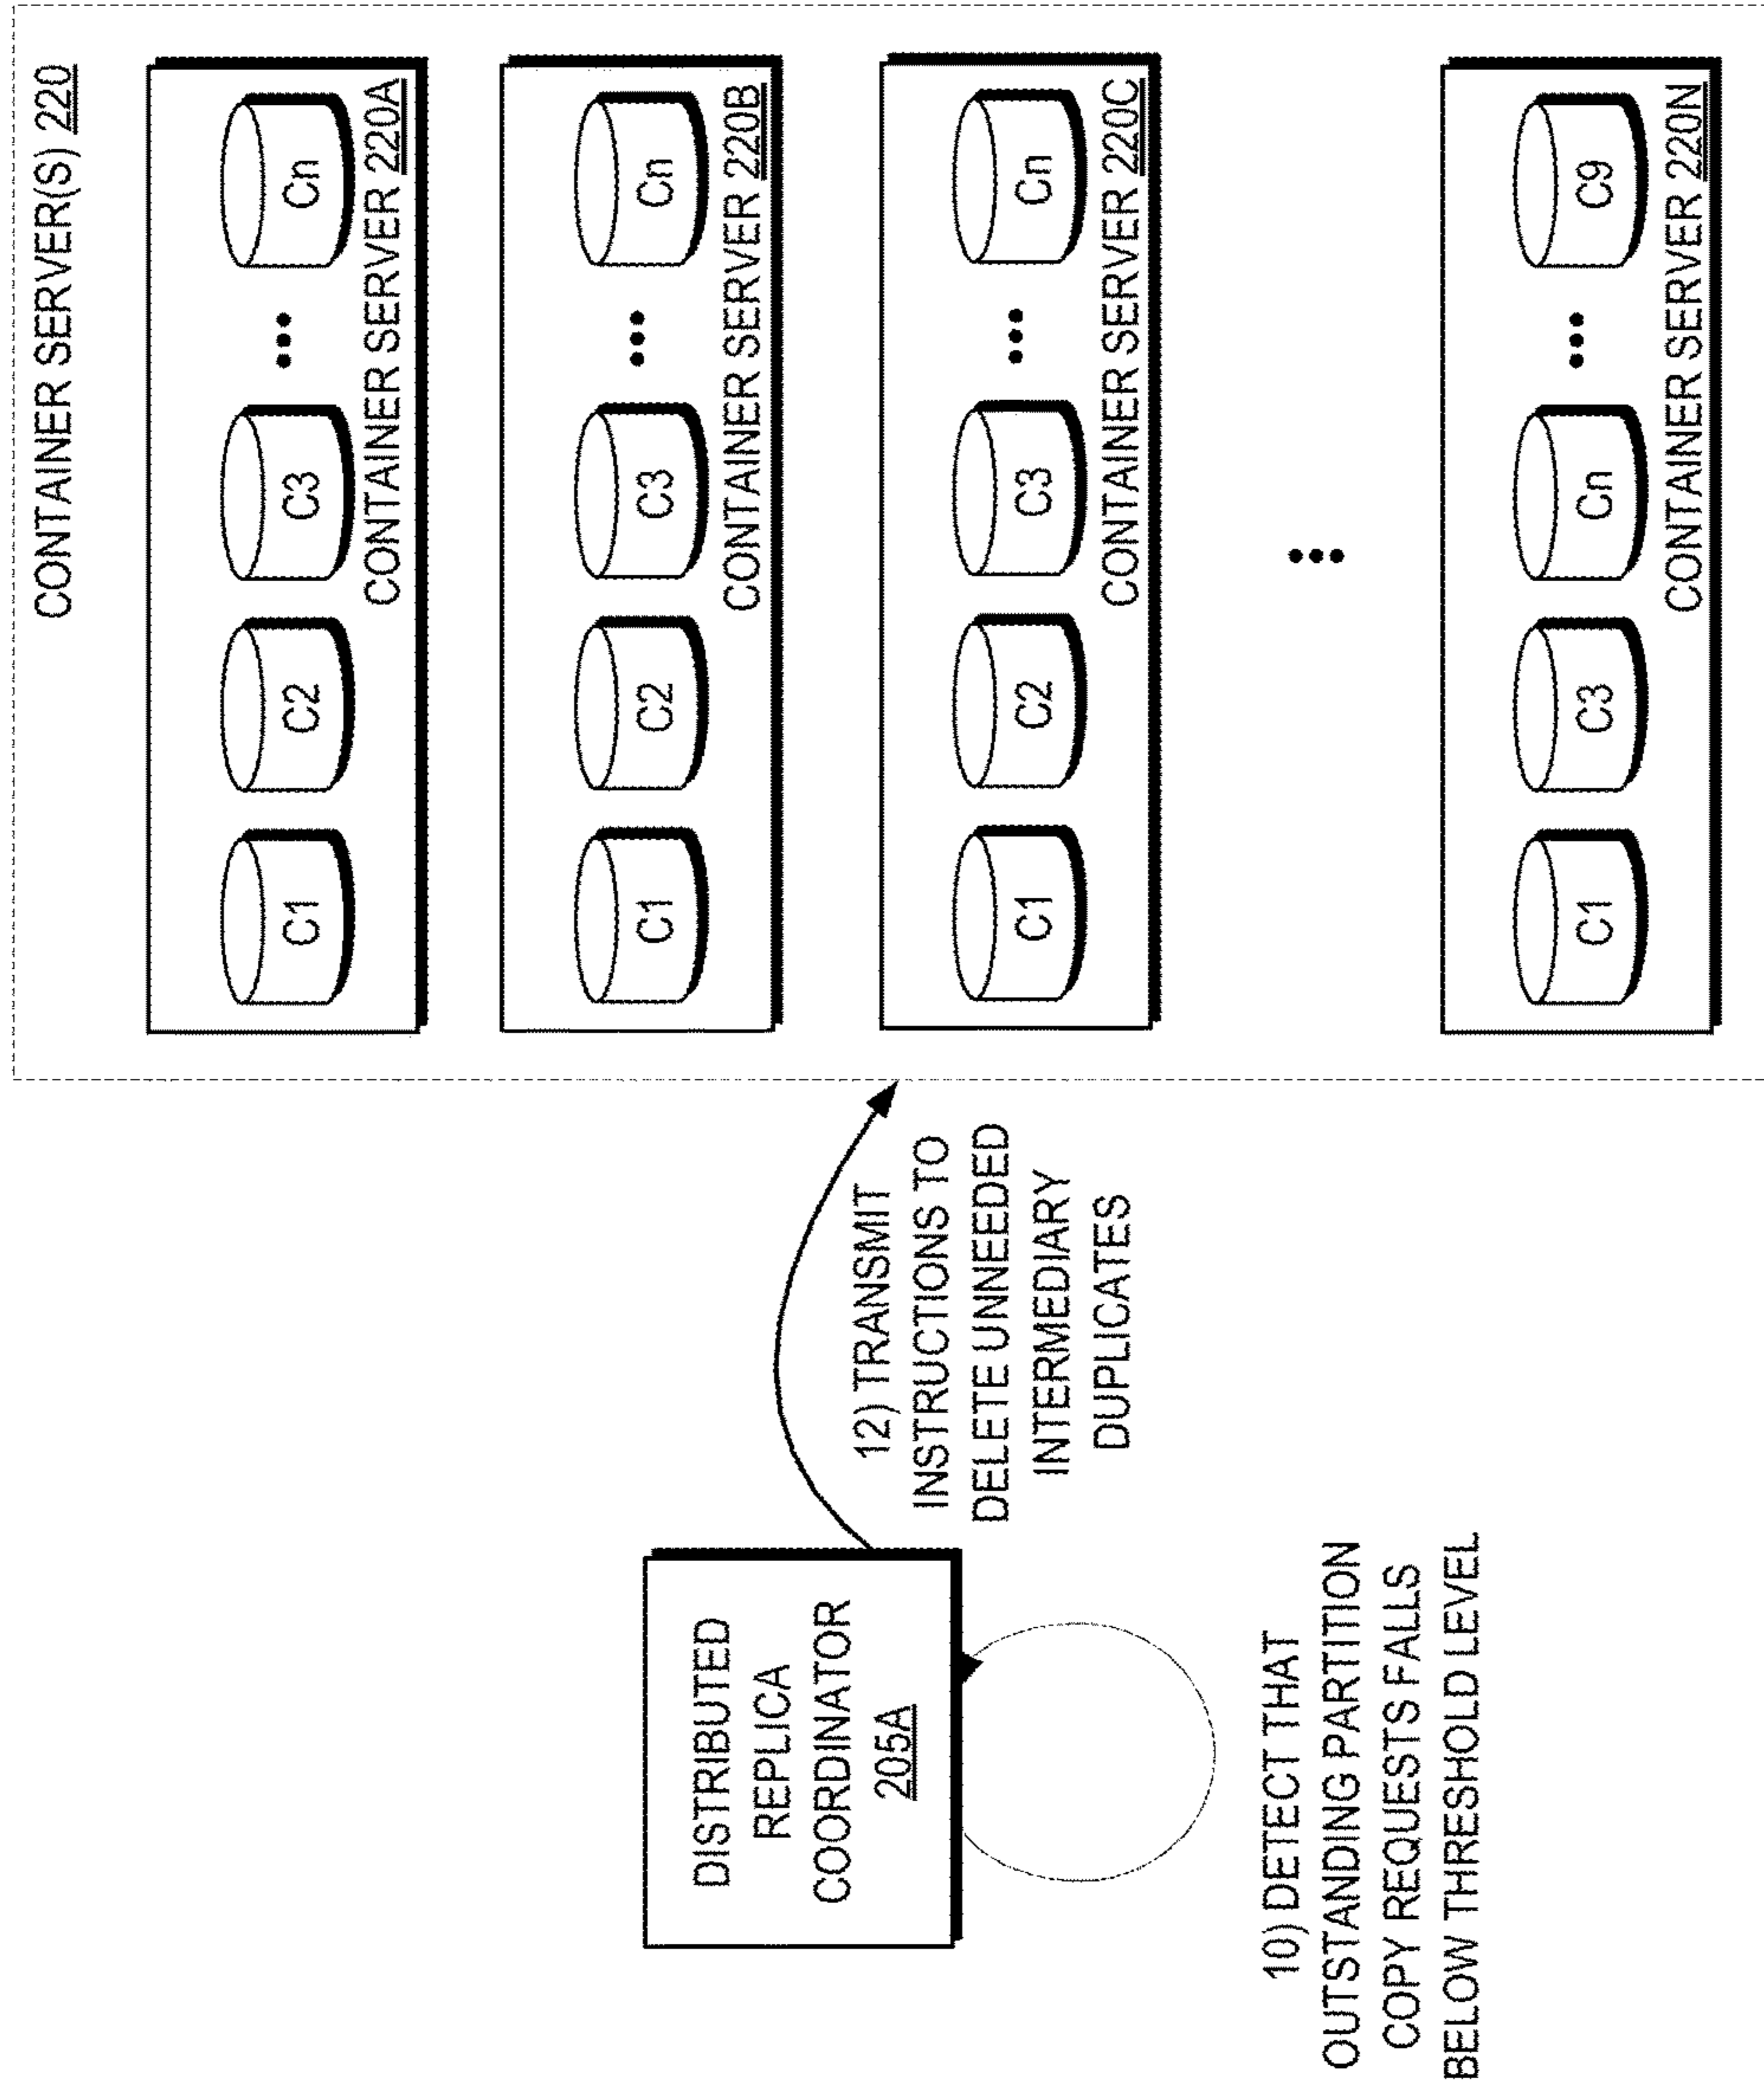 CONTAINER SERVER(S) 220
C1
C2
C3
•••
Cn
CONTAINER SERVER 220A
C1
C2
C3
•••
Cn
CONTAINER SERVER 220B
C1
C2
C3
•••
Cn
CONTAINER SERVER 220C
•••
C1
C3
Cn
•••
C9
CONTAINER SERVER 220N
DISTRIBUTED
REPLICA
COORDINATOR
205A
12) TRANSMIT
INSTRUCTIONS TO
DELETE UNNEEDED
INTERMEDIARY
DUPLICATES
10) DETECT THAT
OUTSTANDING PARTITION
COPY REQUESTS FALLS
BELOW THRESHOLD LEVEL